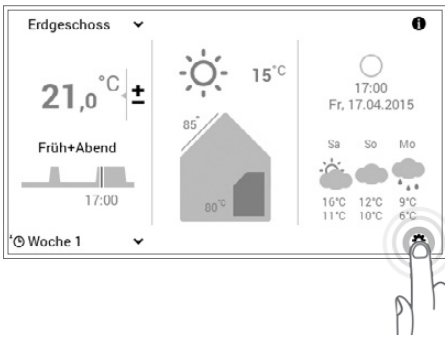 Erdgeschoss
21,0 °C ±
Früh+Abend
17:00
Woche 1
15°C
85°
80°C
17:00
Fr, 17.04.2015
Sa So Mo
16°C 12°C 9°C
11°C 10°C 6°C